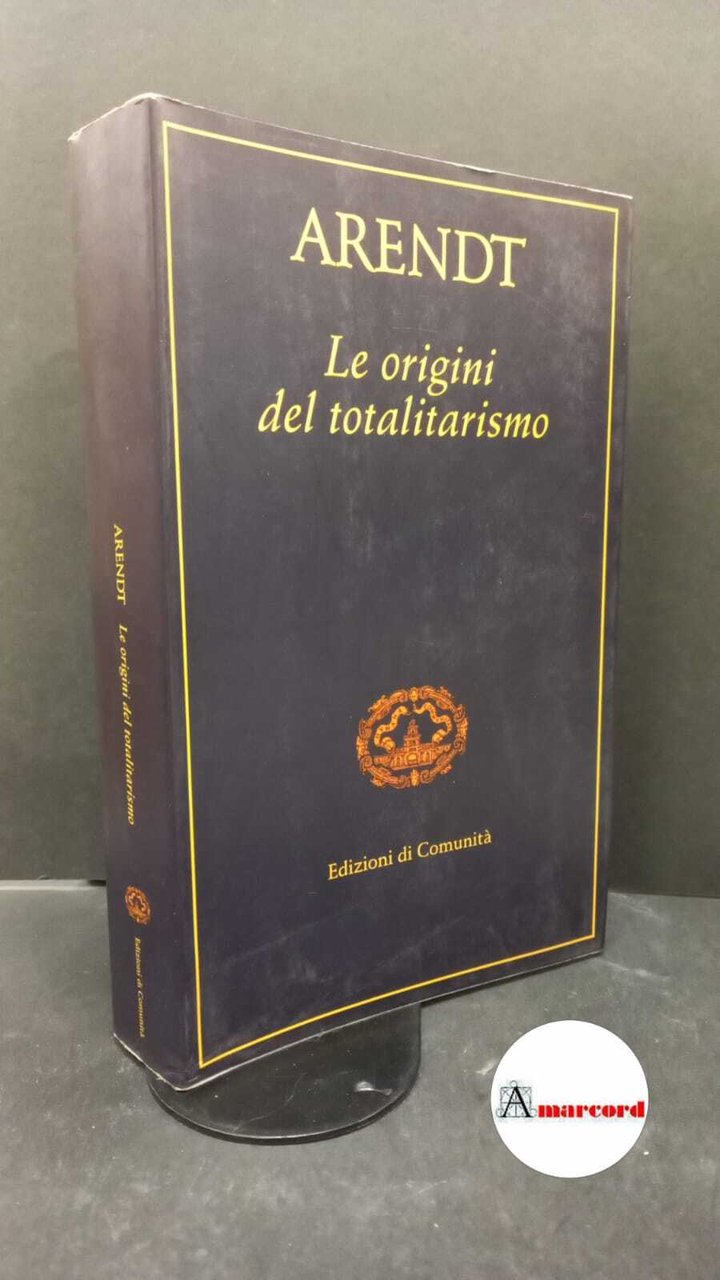 ARENDT
Le origini
del totalitarismo
Edizioni di Comunità
ARENDT Le origini del totalitarismo
Edizioni di Comunità
Amarcord